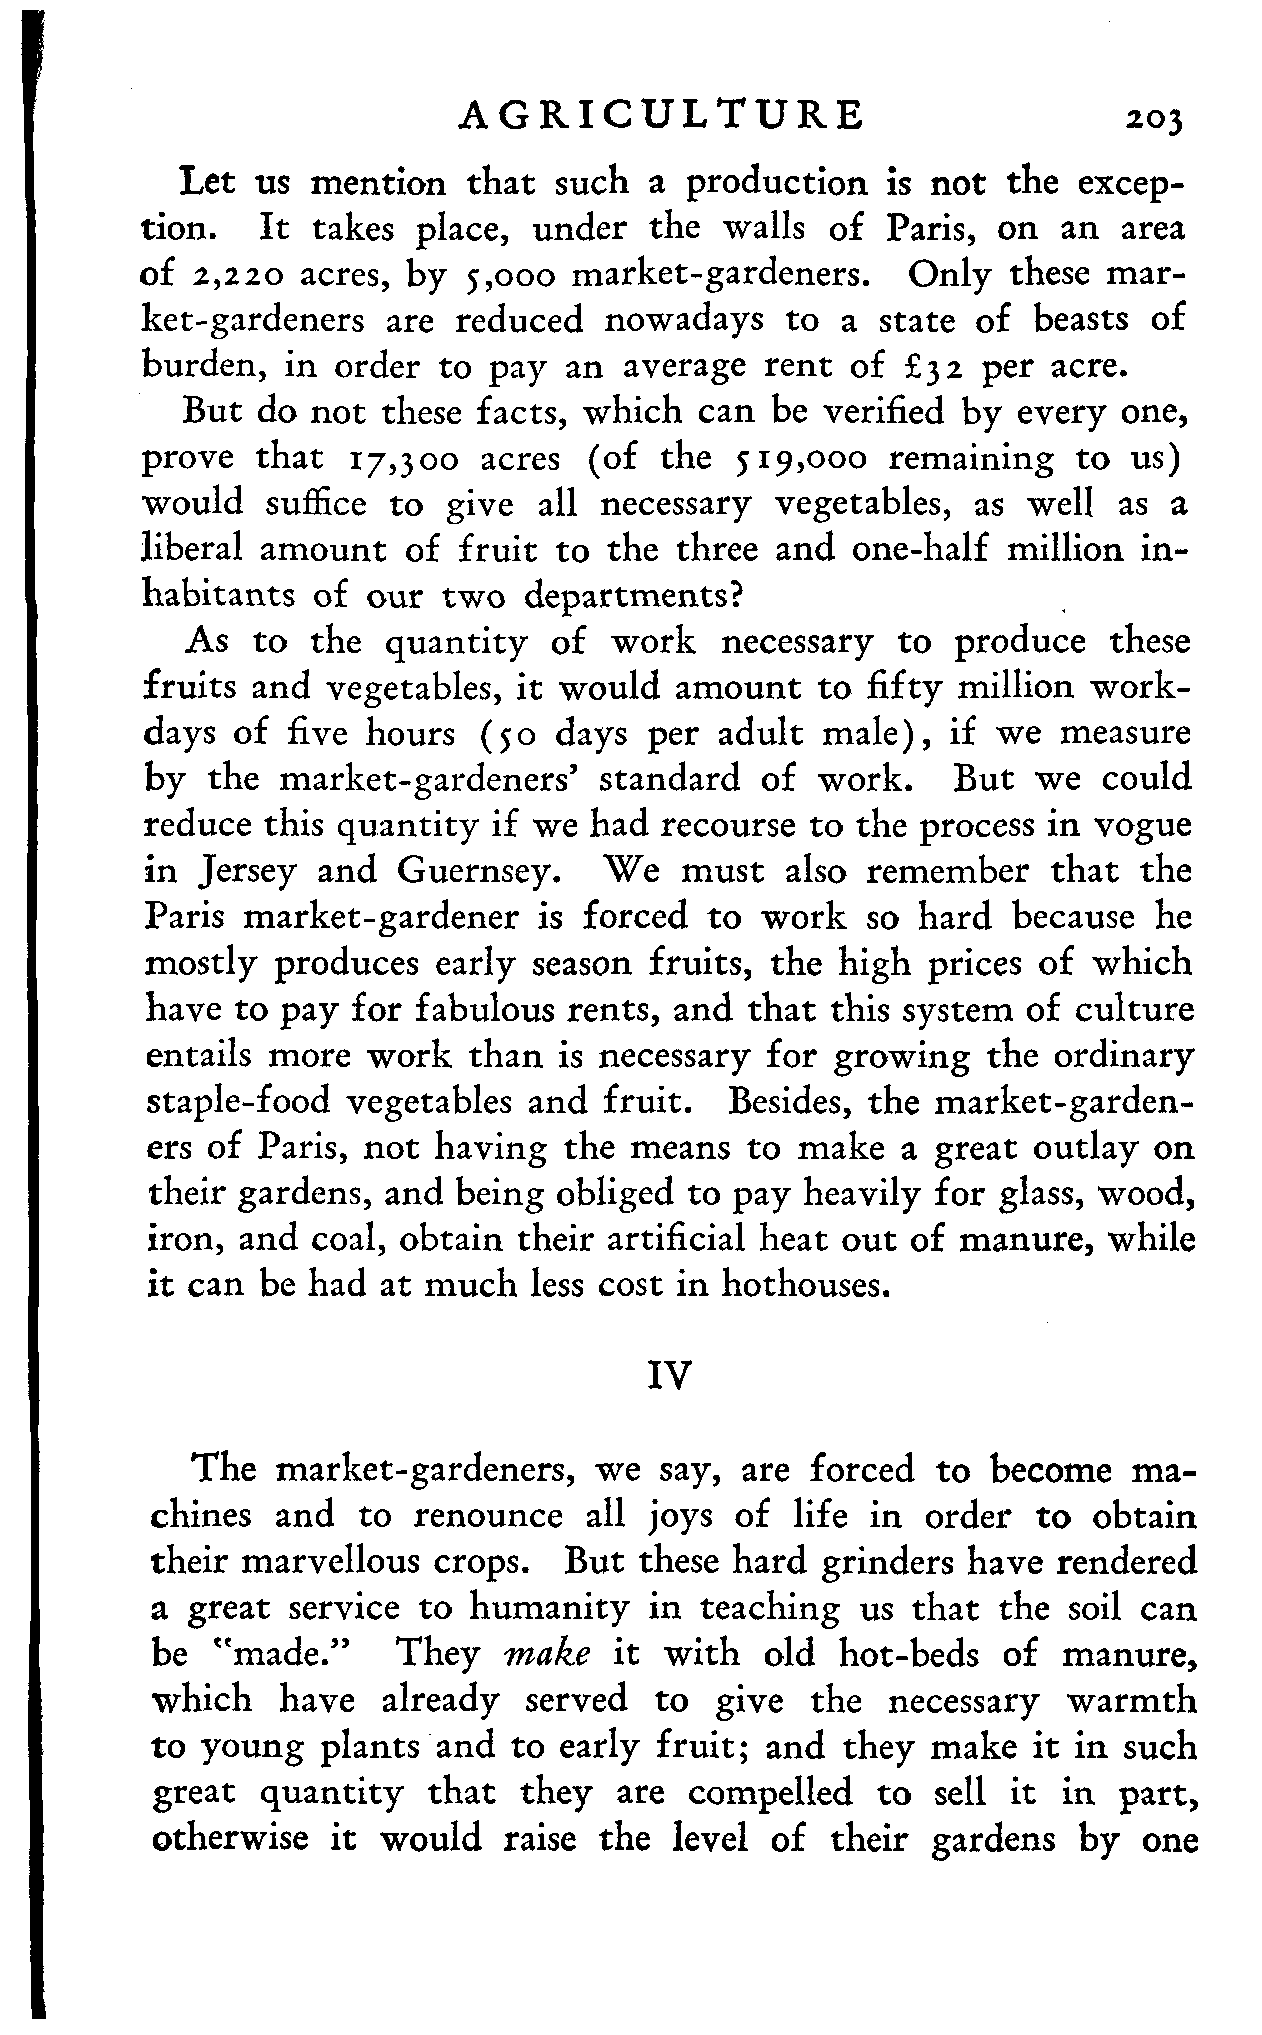 AGRICULTURE 203
Let us mention that such a production is not the excep-
tion. It takes place, under the walls of Paris, on an area
of 2,220 acres, by 5,000 market-gardeners. Only these mar-
ket-gardeners are reduced nowadays to a state of beasts of
burden, in order to pay an average rent of £32 per acre.
But do not these facts, which can be verified by every one,
prove that 17,300 acres (of the 519,000 remaining to us)
would suffice to give all necessary vegetables, as well as a
liberal amount of fruit to the three and one-half million in-
habitants of our two departments?
As to the quantity of work necessary to produce these
fruits and vegetables, it would amount to fifty million work-
days of five hours (50 days per adult male), if we measure
by the market-gardeners' standard of work. But we could
reduce this quantity if we had recourse to the process in vogue
in Jersey and Guernsey. We must also remember that the
Paris market-gardener is forced to work so hard because he
mostly produces early season fruits, the high prices of which
have to pay for fabulous rents, and that this system of culture
entails more work than is necessary for growing the ordinary
staple-food vegetables and fruit. Besides, the market-garden-
ers of Paris, not having the means to make a great outlay on
their gardens, and being obliged to pay heavily for glass, wood,
iron, and coal, obtain their artificial heat out of manure, while
it can be had at much less cost in hothouses.
IV
The market-gardeners, we say, are forced to become ma-
chines and to renounce all joys of life in order to obtain
their marvellous crops. But these hard grinders have rendered
a great service to humanity in teaching us that the soil can
be "made." They make it with old hot-beds of manure,
which have already served to give the necessary warmth
to young plants and to early fruit; and they make it in such
great quantity that they are compelled to sell it in part,
otherwise it would raise the level of their gardens by one